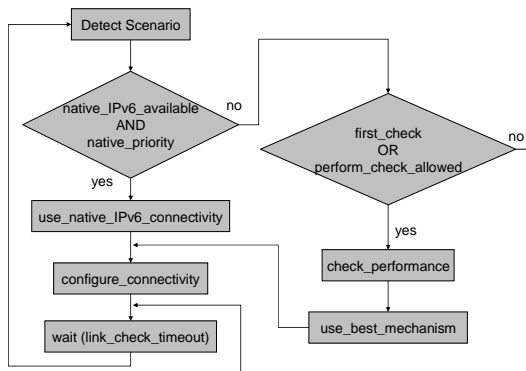 Detect Scenario
native_IPv6_available
AND
native_priority
no
yes
first_check
OR
perform_check_allowed
no
yes
use_native_IPv6_connectivity
configure_connectivity
wait (link_check_timeout)
check_performance
use_best_mechanism